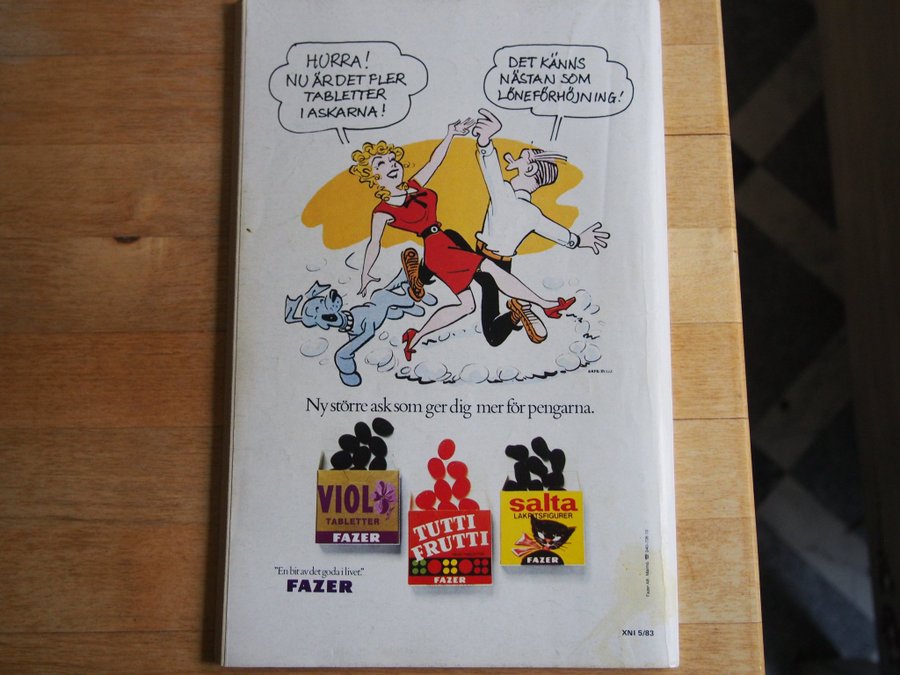 HURRA!
NU ÄR DET FLER
TABLETTER
I ASKARNA!
DET KÄNNS
NÄSTAN SOM
LÖNEFÖRHÖJNING!
Ny större ask som ger dig mer för pengarna.
VIOL
TABLETTER
FAZER
TUTTI
FRUTTI
FAZER
salta
LAKRITSFIGURER
FAZER
"En bit av det goda i livet."
FAZER
XNI 5/83